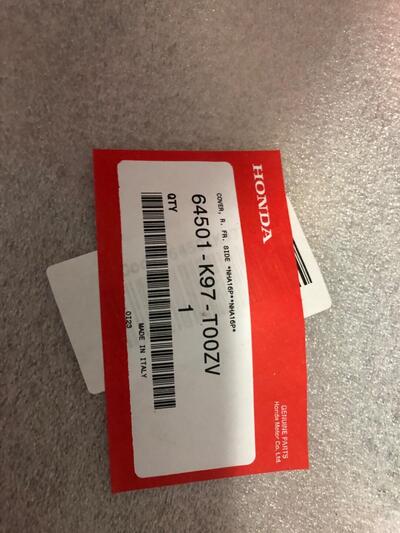 HONDA
COVER, R. FR. SIDE *NHA16P**NHA16P*
64501-K97-T00ZV
QTY 1
0123 MADE IN ITALY
GENUINE PARTS
Honda Motor Co., Ltd.